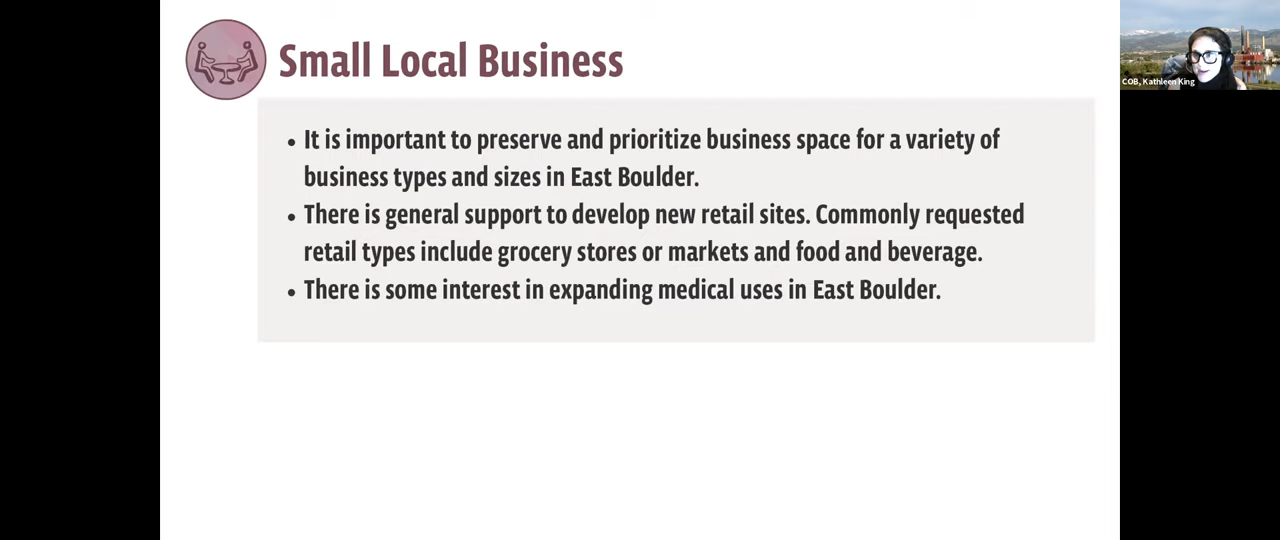 Small Local Business
COB, Kathleen King
• It is important to preserve and prioritize business space for a variety of
business types and sizes in East Boulder.
• There is general support to develop new retail sites. Commonly requested
retail types include grocery stores or markets and food and beverage.
• There is some interest in expanding medical uses in East Boulder.